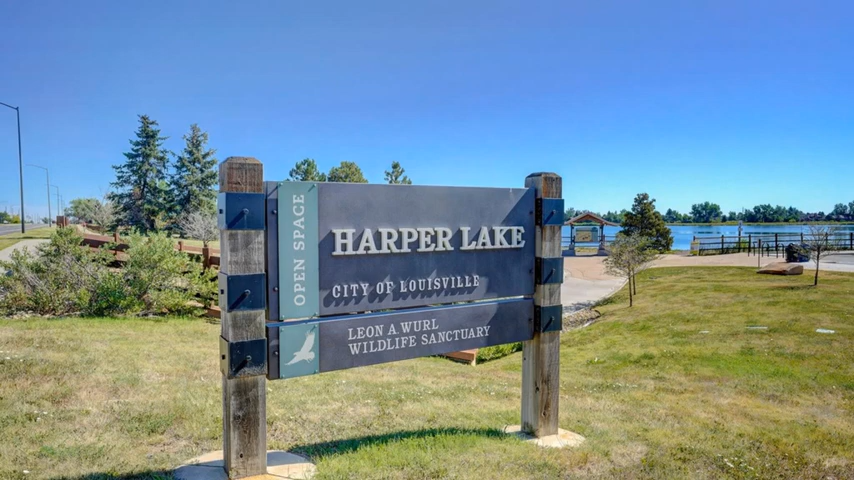 OPEN SPACE
HARPER LAKE
CITY OF LOUISVILLE
LEON A. WURL
WILDLIFE SANCTUARY